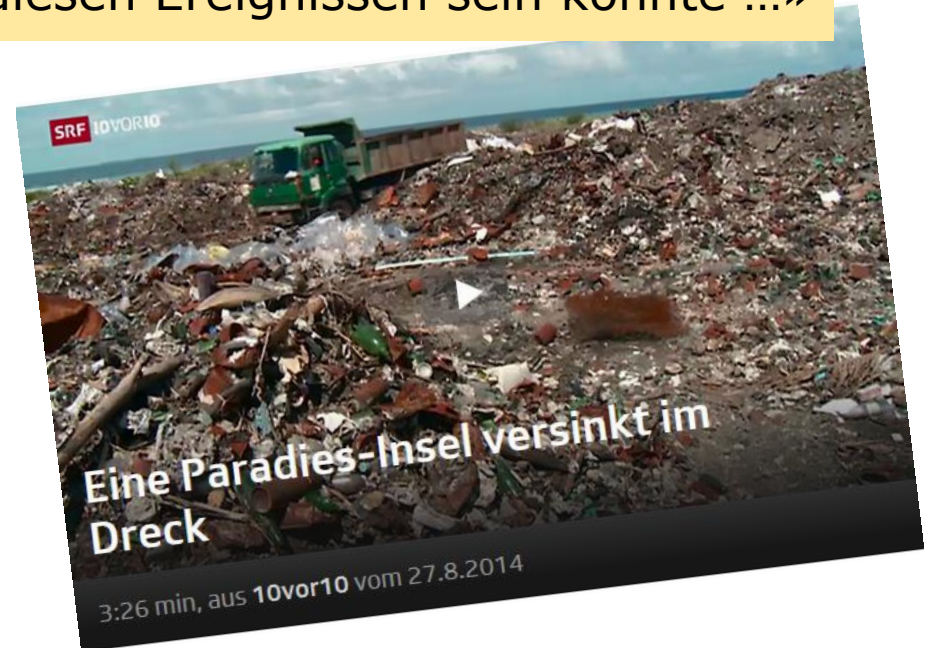 diesen Ereignissen sein könnte ...»
SRF 10VOR10
Eine Paradies-Insel versinkt im
Dreck
3:26 min, aus 10vor10 vom 27.8.2014